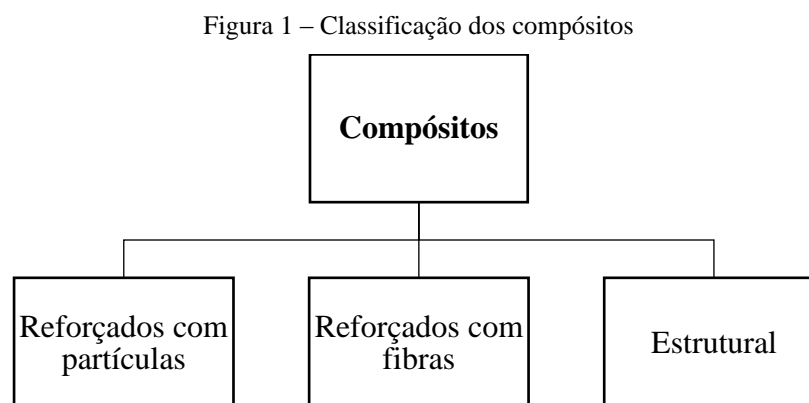 Figura 1 – Classificação dos compósitos
Compósitos
Reforçados com
partículas
Reforçados com
fibras
Estrutural